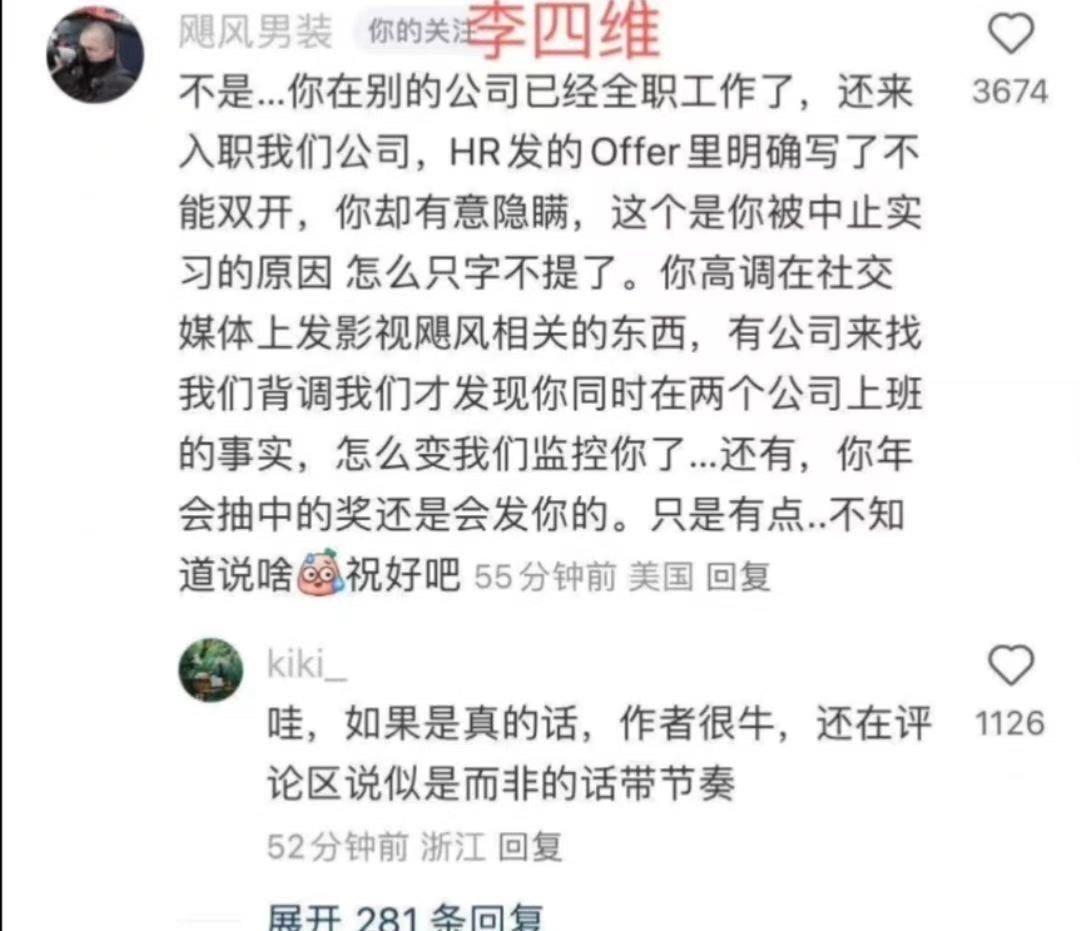 飓风男装 你的关注 李四维
不是...你在别的公司已经全职工作了，还来
3674
入职我们公司，HR发的Offer里明确写了不
能双开，你却有意隐瞒，这个是你被中止实
习的原因 怎么只字不提了。你高调在社交
媒体上发影视飓风相关的东西，有公司来找
我们背调我们才发现你同时在两个公司上班
的事实，怎么变我们监控你了...还有，你年
会抽中的奖还是会发你的。只是有点..不知
道说啥祝好吧 55分钟前 美国 回复
kiki_
哇，如果是真的话，作者很牛，还在评
1126
论区说似是而非的话带节奏
52分钟前 浙江 回复
展开 281 条回复